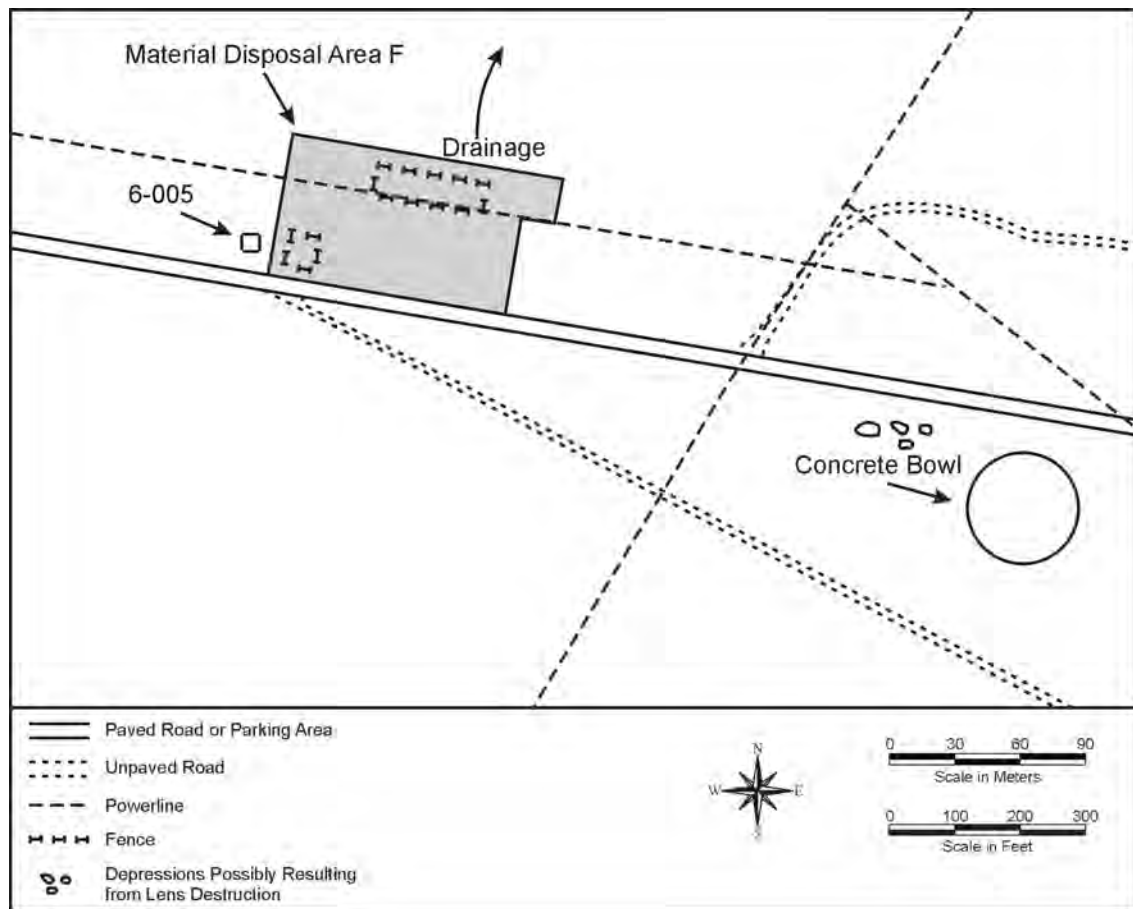 Material Disposal Area F
Drainage
6-005
Concrete Bowl
Paved Road or Parking Area
Unpaved Road
Powerline
Fence
Depressions Possibly Resulting
from Lens Destruction
N
W E
S
0 30 60 90
Scale in Meters
0 100 200 300
Scale in Feet